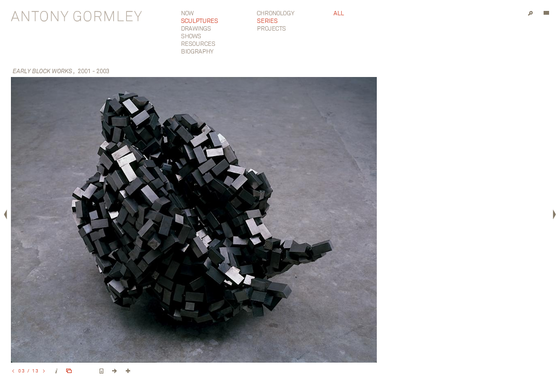 ANTONY GORMLEY
NOW
SCULPTURES
DRAWINGS
SHOWS
RESOURCES
BIOGRAPHY
CHRONOLOGY
SERIES
PROJECTS
ALL
EARLY BLOCK WORKS, 2001 - 2003
03 / 13
i